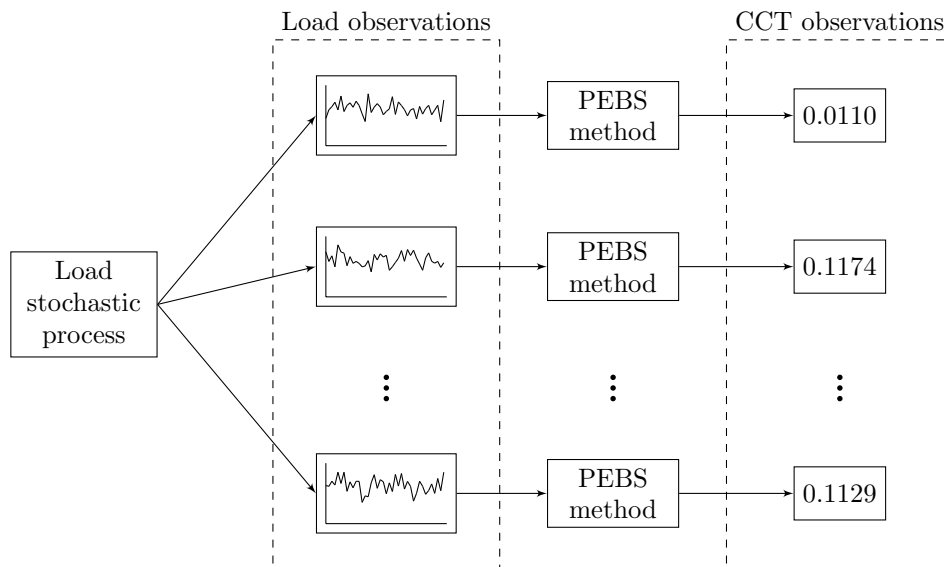 Load observations
CCT observations
PEBS
method
0.0110
Load
stochastic
process
PEBS
method
0.1174
PEBS
method
0.1129